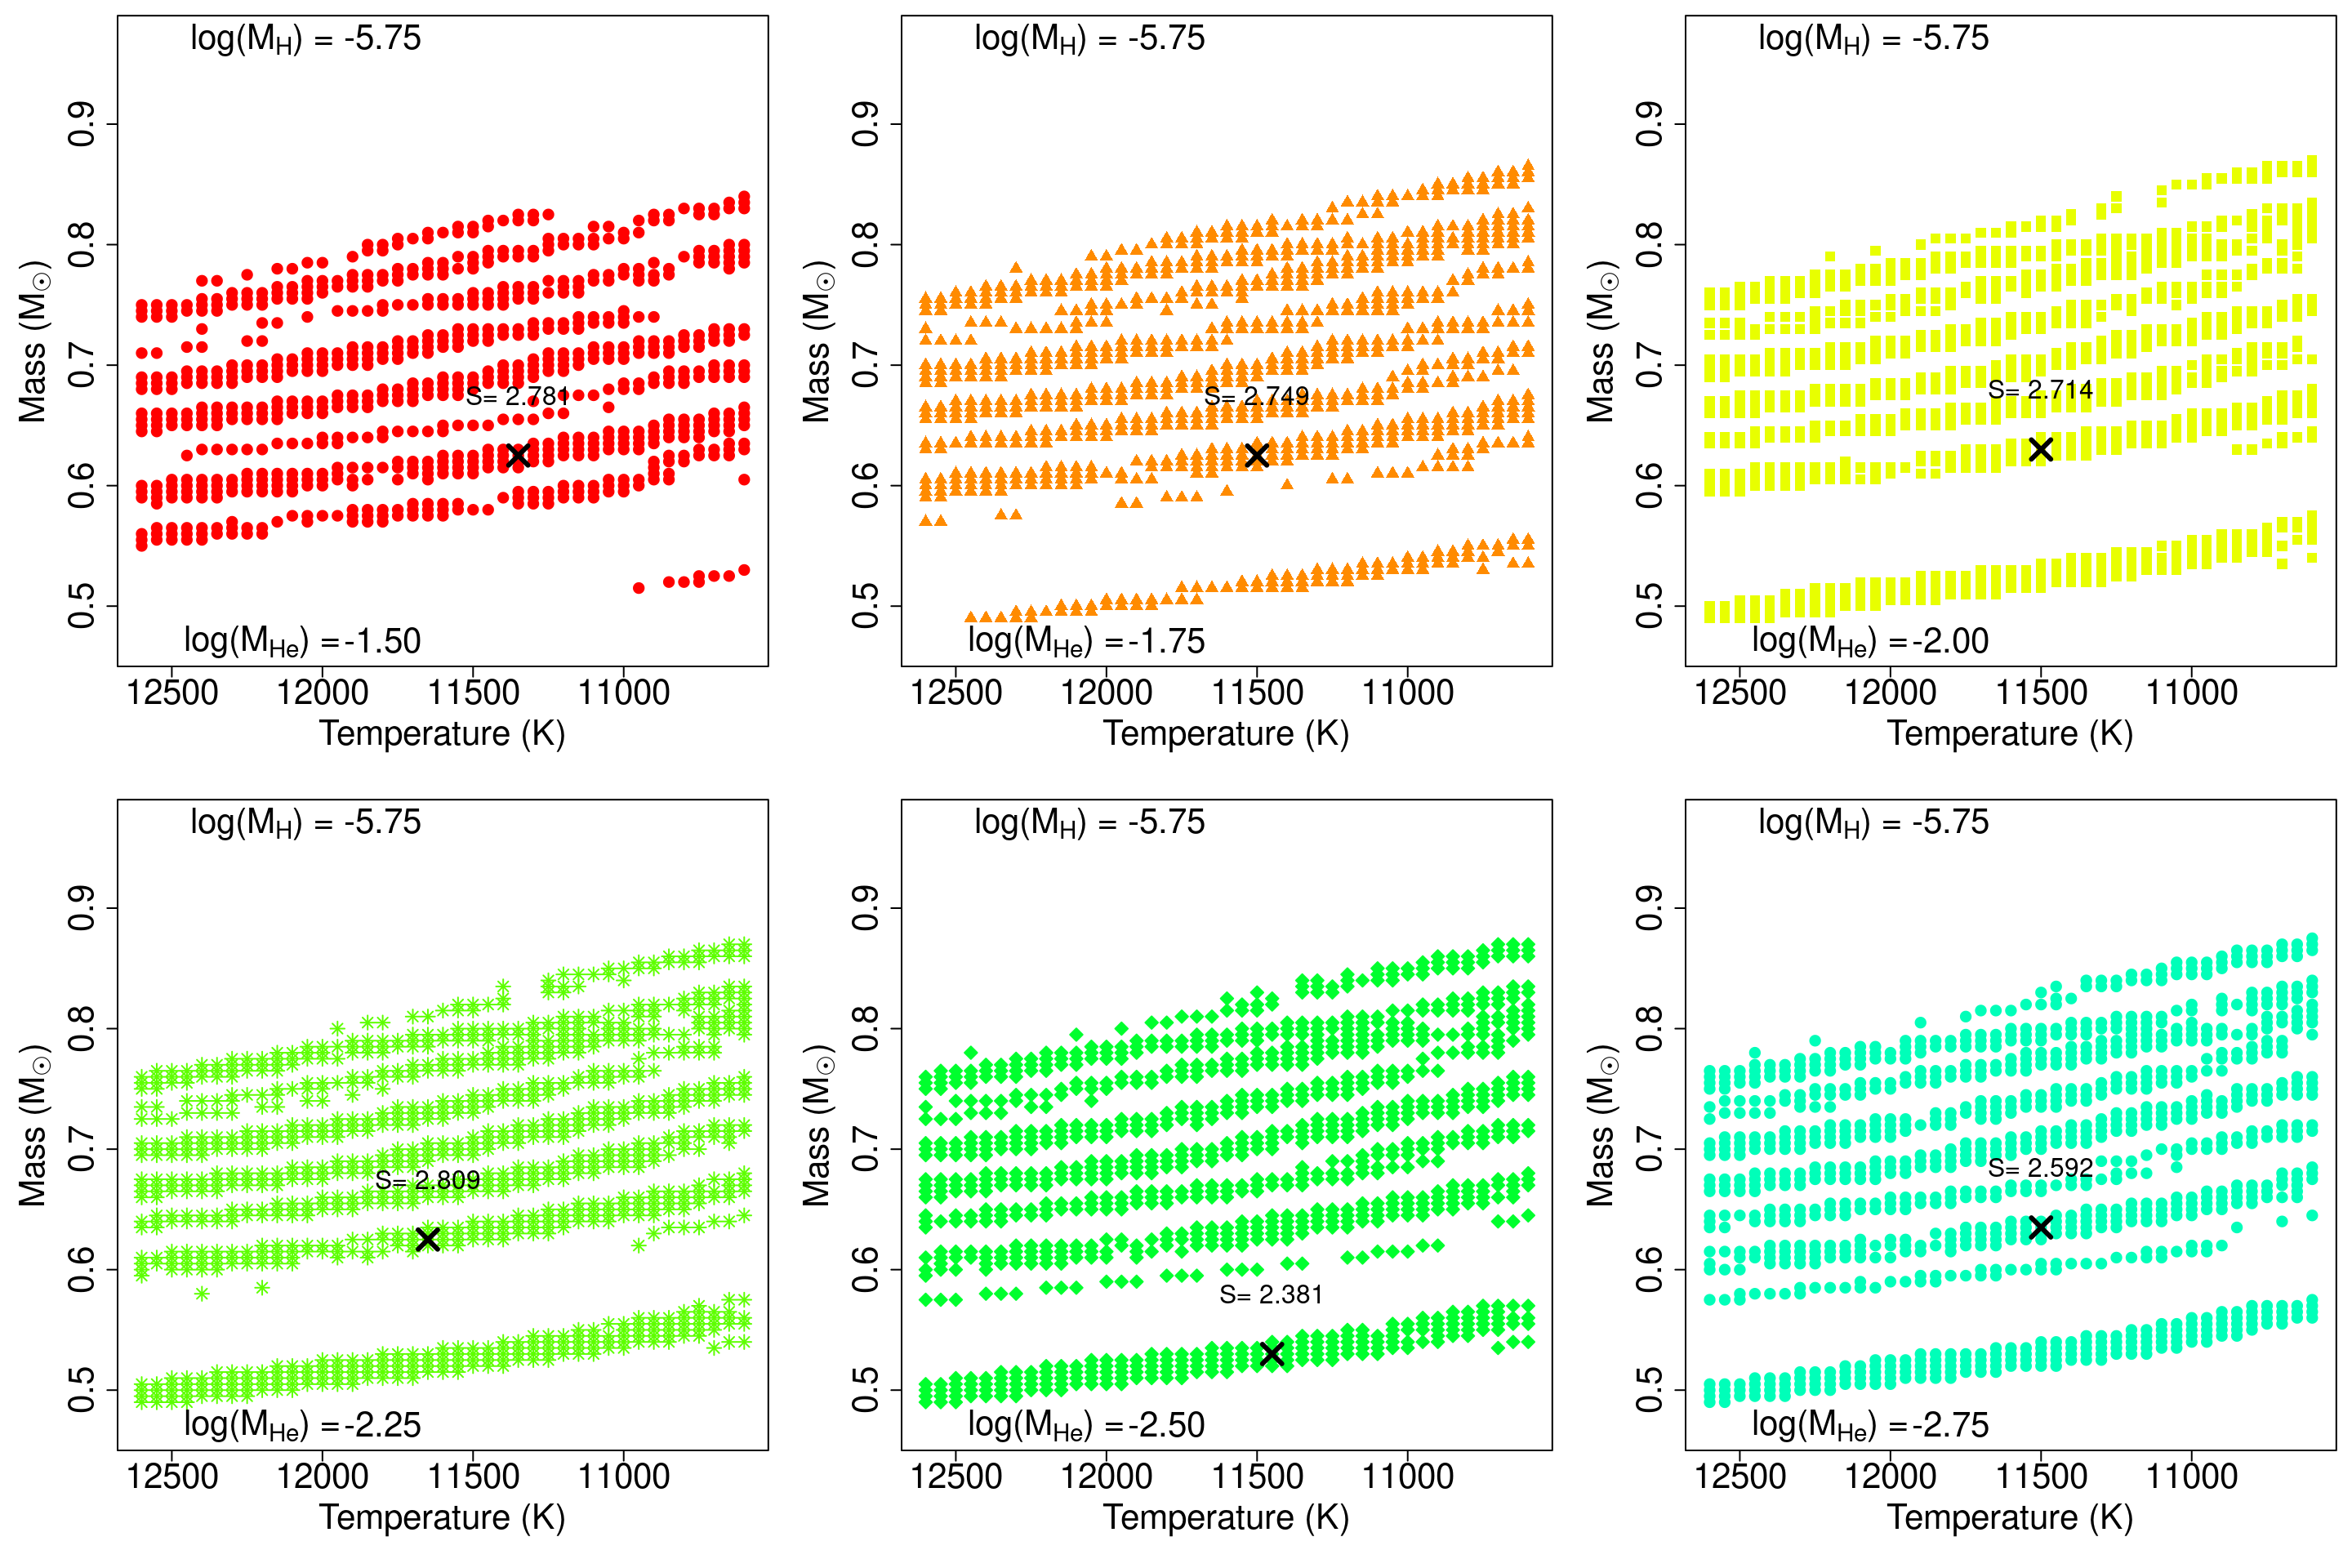 log(M_H) = -5.75
log(M_H) = -5.75
log(M_H) = -5.75
Mass (M☉)
0.9
0.8
0.7
0.6
0.5
S= 2.781
log(M_He) =-1.50
12500 12000 11500 11000
Temperature (K)
Mass (M☉)
0.9
0.8
0.7
0.6
0.5
S= 2.749
log(M_He) =-1.75
12500 12000 11500 11000
Temperature (K)
Mass (M☉)
0.9
0.8
0.7
0.6
0.5
S= 2.714
log(M_He) =-2.00
12500 12000 11500 11000
Temperature (K)
log(M_H) = -5.75
log(M_H) = -5.75
log(M_H) = -5.75
Mass (M☉)
0.9
0.8
0.7
0.6
0.5
S= 2.809
log(M_He) =-2.25
12500 12000 11500 11000
Temperature (K)
Mass (M☉)
0.9
0.8
0.7
0.6
0.5
S= 2.381
log(M_He) =-2.50
12500 12000 11500 11000
Temperature (K)
Mass (M☉)
0.9
0.8
0.7
0.6
0.5
S= 2.592
log(M_He) =-2.75
12500 12000 11500 11000
Temperature (K)